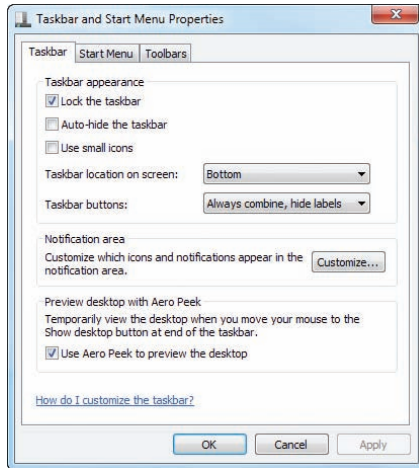 Taskbar and Start Menu Properties
Taskbar Start Menu Toolbars
Taskbar appearance
Lock the taskbar
Auto-hide the taskbar
Use small icons
Taskbar location on screen: Bottom
Taskbar buttons: Always combine, hide labels
Notification area
Customize which icons and notifications appear in the
notification area.
Customize...
Preview desktop with Aero Peek
Temporarily view the desktop when you move your mouse to the
Show desktop button at end of the taskbar.
Use Aero Peek to preview the desktop
How do I customize the taskbar?
OK Cancel Apply